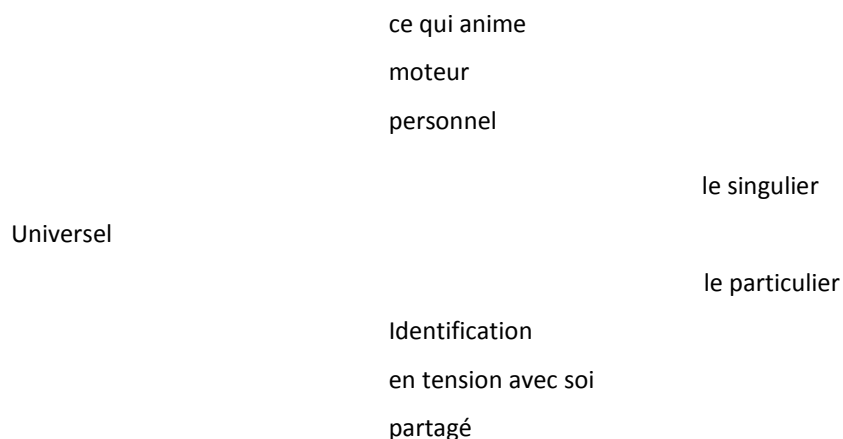 ce qui anime
moteur
personnel
le singulier
Universel
le particulier
Identification
en tension avec soi
partagé